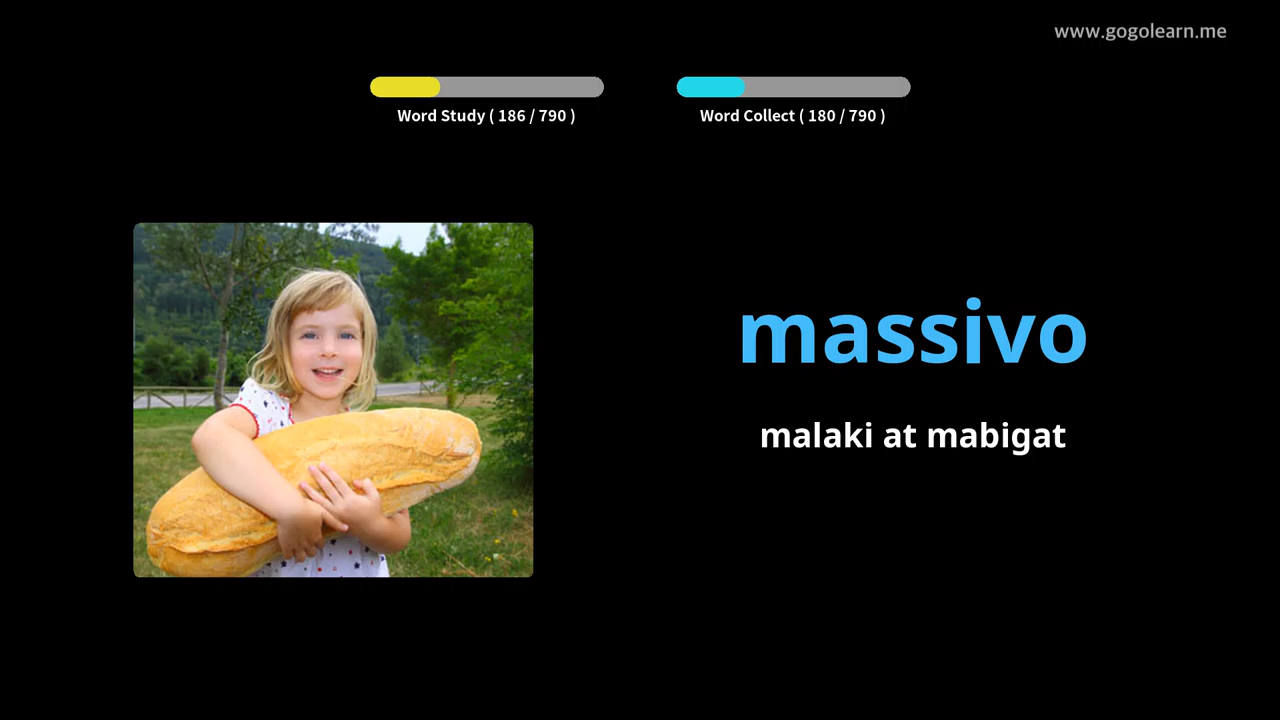 www.gogolearn.me
Word Study ( 186 / 790 )
Word Collect ( 180 / 790 )
massivo
malaki at mabigat